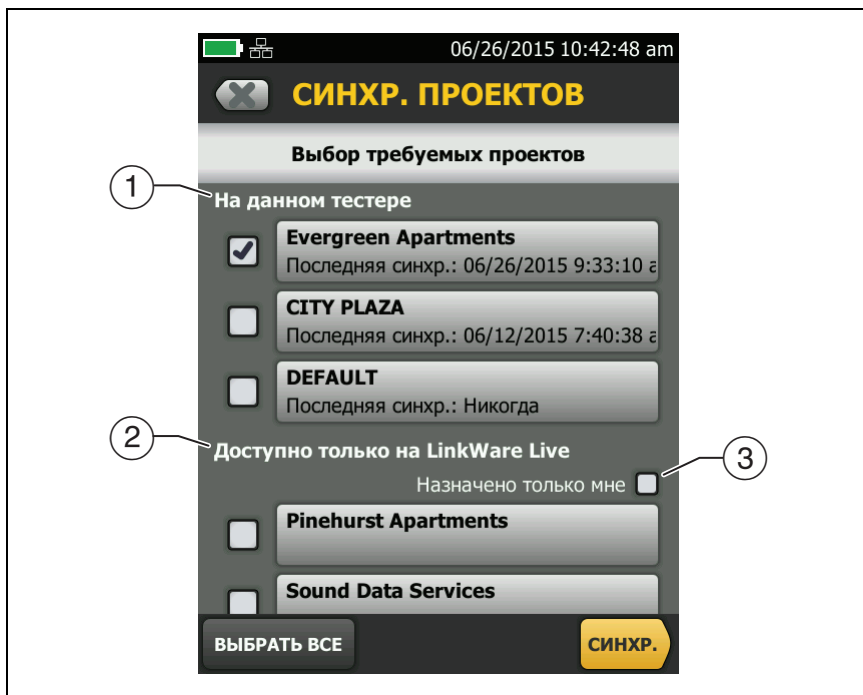 06/26/2015 10:42:48 am
СИНХР. ПРОЕКТОВ
Выбор требуемых проектов
1
На данном тестере
Evergreen Apartments
Последняя синхр.: 06/26/2015 9:33:10 a
CITY PLAZA
Последняя синхр.: 06/12/2015 7:40:38 a
DEFAULT
Последняя синхр.: Никогда
2
Доступно только на LinkWare Live
3
Назначено только мне
Pinehurst Apartments
Sound Data Services
ВЫБРАТЬ ВСЕ
СИНХР.